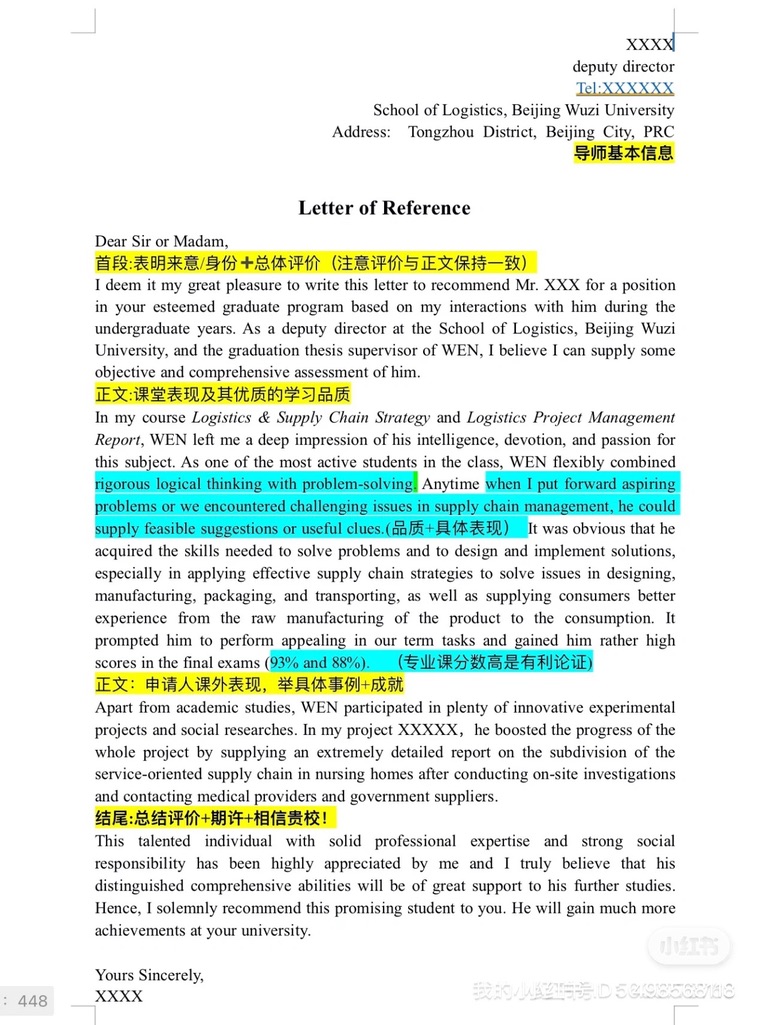 XXXX
deputy director
Tel:XXXXXX
School of Logistics, Beijing Wuzi University
Address: Tongzhou District, Beijing City, PRC
导师基本信息
Letter of Reference
Dear Sir or Madam,
首段:表明来意/身份➕总体评价（注意评价与正文保持一致）
I deem it my great pleasure to write this letter to recommend Mr. XXX for a position
in your esteemed graduate program based on my interactions with him during the
undergraduate years. As a deputy director at the School of Logistics, Beijing Wuzi
University, and the graduation thesis supervisor of WEN, I believe I can supply some
objective and comprehensive assessment of him.
正文:课堂表现及其优质的学习品质
In my course Logistics & Supply Chain Strategy and Logistics Project Management
Report, WEN left me a deep impression of his intelligence, devotion, and passion for
this subject. As one of the most active students in the class, WEN flexibly combined
rigorous logical thinking with problem-solving. Anytime when I put forward aspiring
problems or we encountered challenging issues in supply chain management, he could
supply feasible suggestions or useful clues.(品质+具体表现） It was obvious that he
acquired the skills needed to solve problems and to design and implement solutions,
especially in applying effective supply chain strategies to solve issues in designing,
manufacturing, packaging, and transporting, as well as supplying consumers better
experience from the raw manufacturing of the product to the consumption. It
prompted him to perform appealing in our term tasks and gained him rather high
scores in the final exams (93% and 88%). （专业课分数高是有利论证)
正文：申请人课外表现，举具体事例+成就
Apart from academic studies, WEN participated in plenty of innovative experimental
projects and social researches. In my project XXXXX，he boosted the progress of the
whole project by supplying an extremely detailed report on the subdivision of the
service-oriented supply chain in nursing homes after conducting on-site investigations
and contacting medical providers and government suppliers.
结尾:总结评价+期许+相信贵校！
This talented individual with solid professional expertise and strong social
responsibility has been highly appreciated by me and I truly believe that his
distinguished comprehensive abilities will be of great support to his further studies.
Hence, I solemnly recommend this promising student to you. He will gain much more
achievements at your university.
Yours Sincerely,
XXXX
小红书
: 448